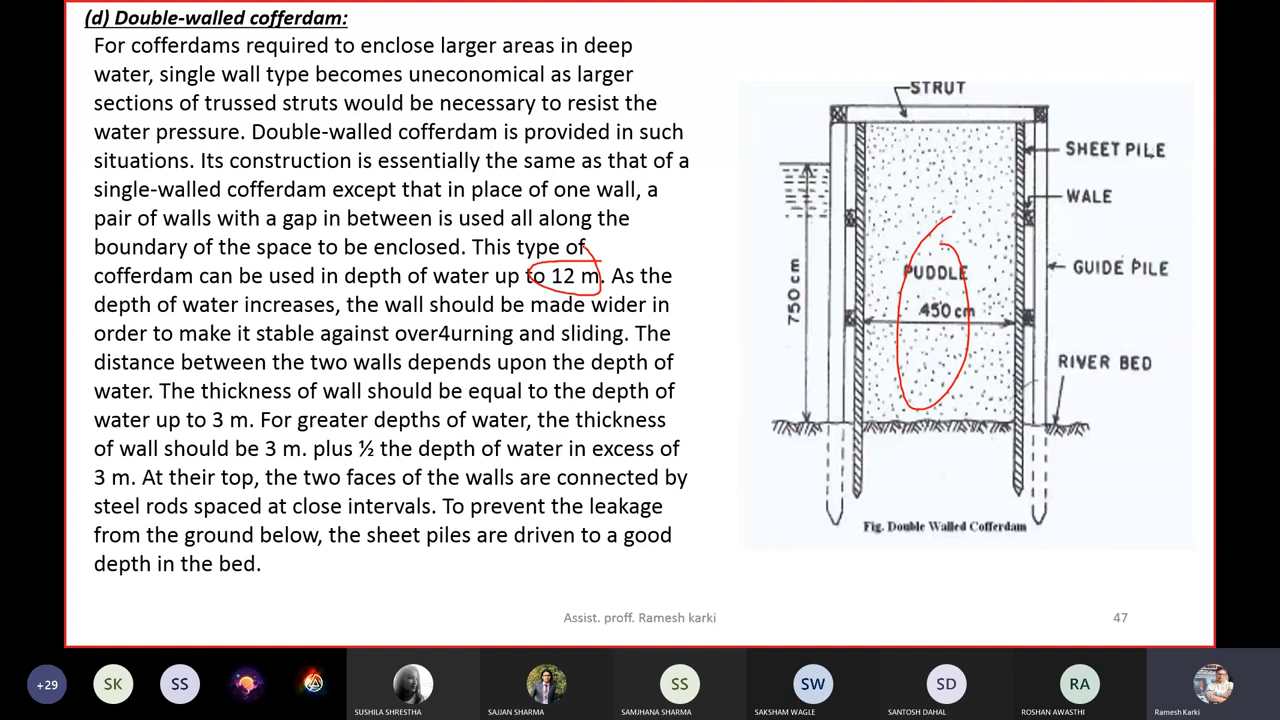 (d) Double-walled cofferdam:
For cofferdams required to enclose larger areas in deep
water, single wall type becomes uneconomical as larger
sections of trussed struts would be necessary to resist the
water pressure. Double-walled cofferdam is provided in such
situations. Its construction is essentially the same as that of a
single-walled cofferdam except that in place of one wall, a
pair of walls with a gap in between is used all along the
boundary of the space to be enclosed. This type of
cofferdam can be used in depth of water up to 12 m. As the
depth of water increases, the wall should be made wider in
order to make it stable against over4urning and sliding. The
distance between the two walls depends upon the depth of
water. The thickness of wall should be equal to the depth of
water up to 3 m. For greater depths of water, the thickness
of wall should be 3 m. plus ½ the depth of water in excess of
3 m. At their top, the two faces of the walls are connected by
steel rods spaced at close intervals. To prevent the leakage
from the ground below, the sheet piles are driven to a good
depth in the bed.
STRUT
SHEET PILE
WALE
GUIDE PILE
PUDDLE
450 cm
750 cm
RIVER BED
Fig. Double Walled Cofferdam
Assist. proff. Ramesh karki
47
+29
SK
SS
SS
SW
SD
RA
SUSHILA SHRESTHA
SAJJAN SHARMA
SAMJHANA SHARMA
SAKSHAM WAGLE
SANTOSH DAHAL
ROSHAN AWASTHI
Ramesh Karki